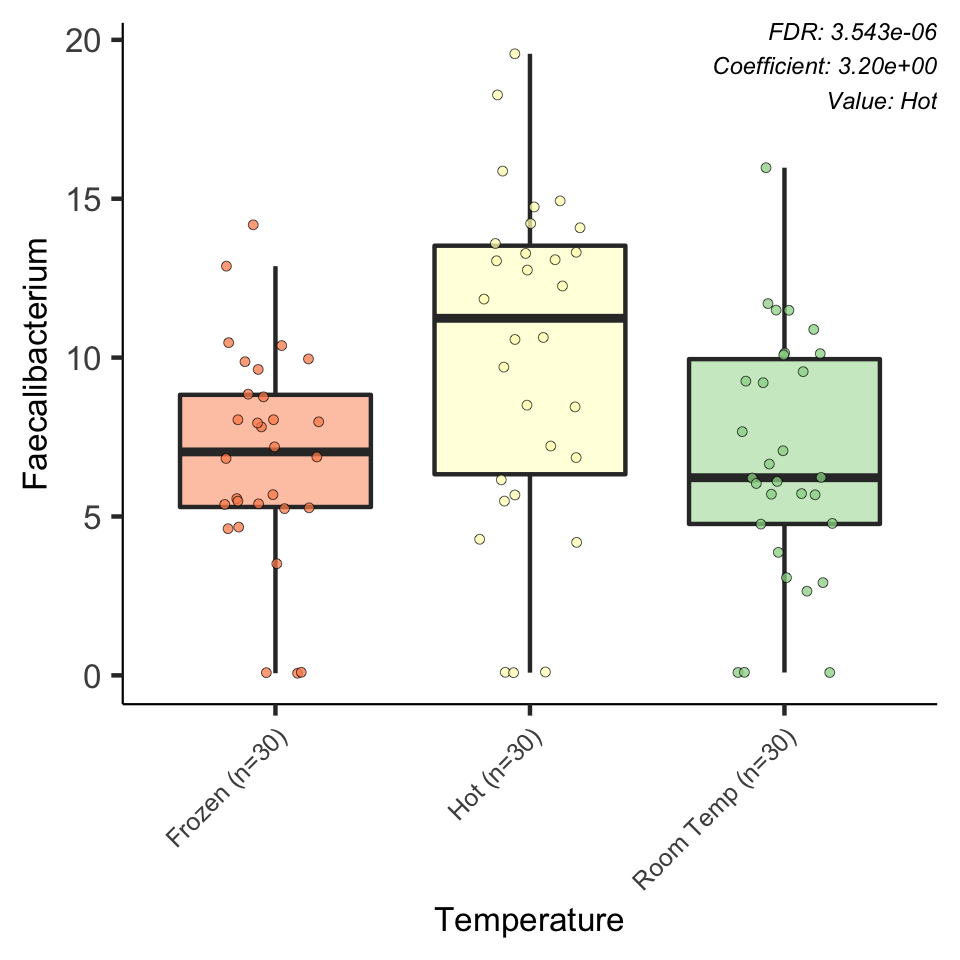 FDR: 3.543e-06
Coefficient: 3.20e+00
Value: Hot
20
15
10
5
0
Faecalibacterium
Frozen (n=30)
Hot (n=30)
Room Temp (n=30)
Temperature